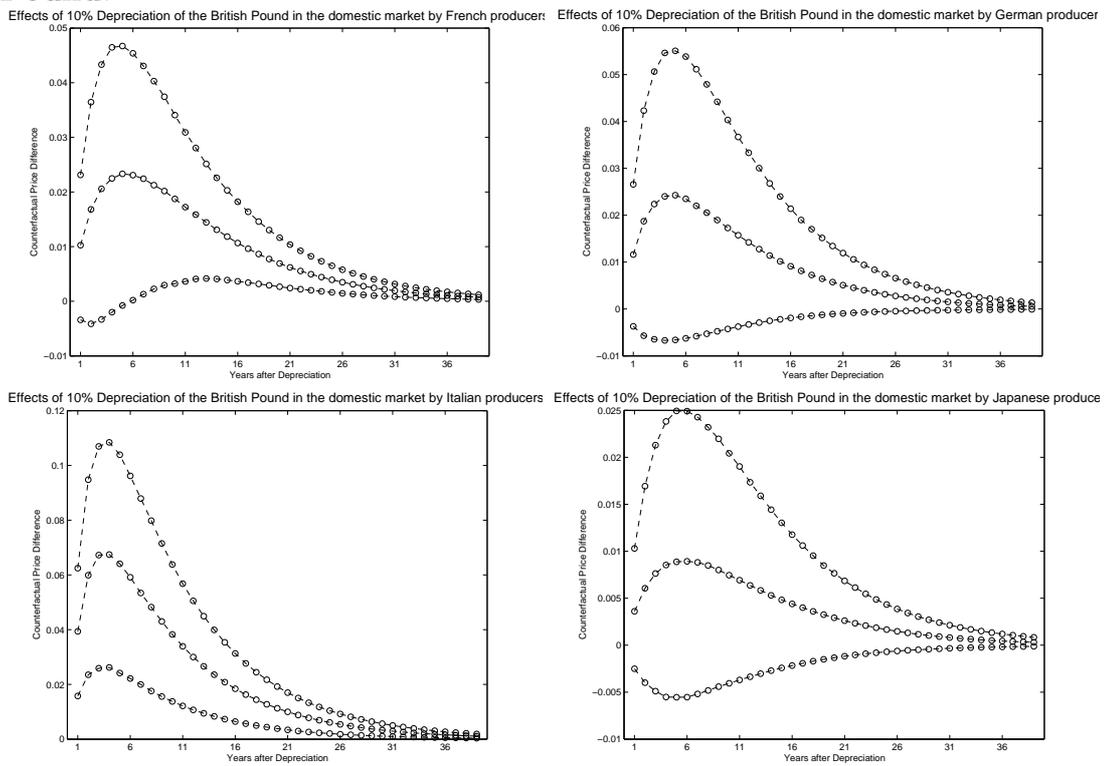 Effects of 10% Depreciation of the British Pound in the domestic market by French producers
0.05
0.04
0.03
0.02
0.01
0
−0.01
Counterfactual Price Difference
1 6 11 16 21 26 31 36
Years after Depreciation
Effects of 10% Depreciation of the British Pound in the domestic market by German producer
0.06
0.05
0.04
0.03
0.02
0.01
0
−0.01
Counterfactual Price Difference
1 6 11 16 21 26 31 36
Years after Depreciation
Effects of 10% Depreciation of the British Pound in the domestic market by Italian producers
0.12
0.1
0.08
0.06
0.04
0.02
0
Counterfactual Price Difference
1 6 11 16 21 26 31 36
Years after Depreciation
Effects of 10% Depreciation of the British Pound in the domestic market by Japanese produce
0.025
0.02
0.015
0.01
0.005
0
−0.005
−0.01
Counterfactual Price Difference
1 6 11 16 21 26 31 36
Years after Depreciation